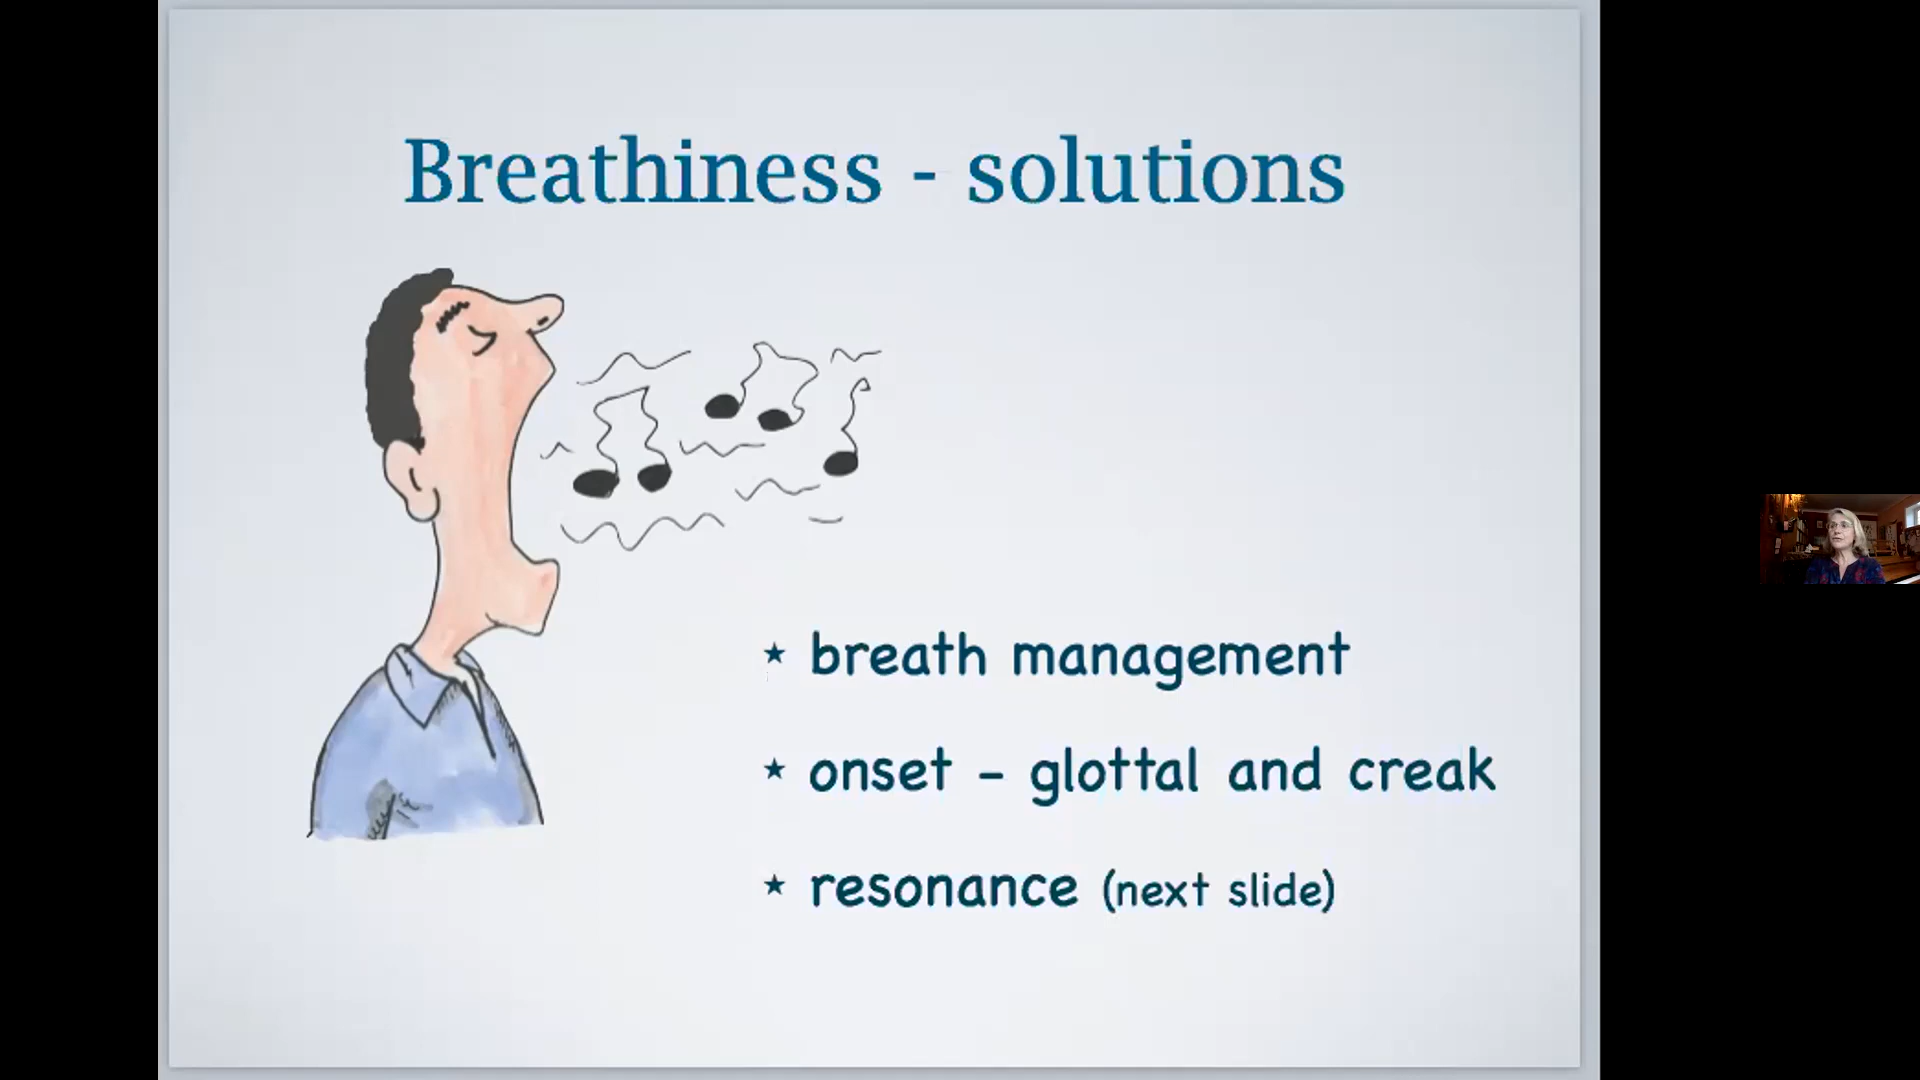 Breathiness - solutions
★ breath management
★ onset – glottal and creak
★ resonance (next slide)